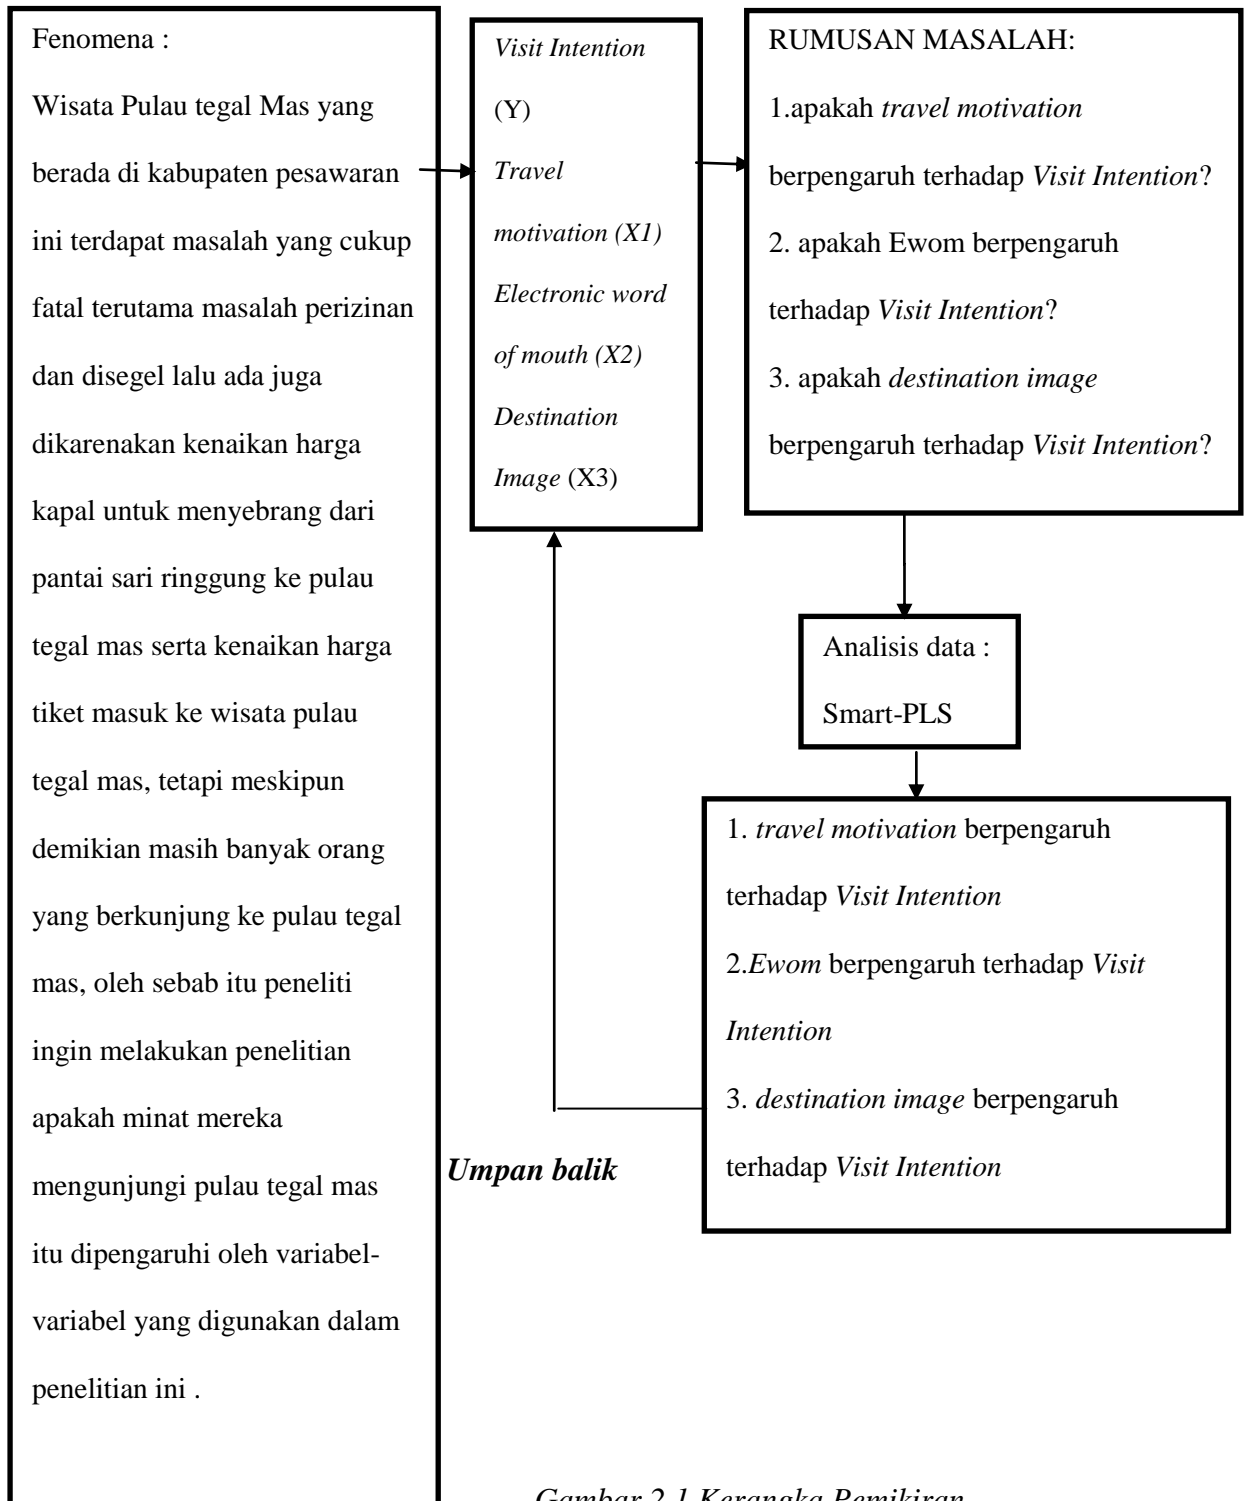 Fenomena :
Wisata Pulau tegal Mas yang
berada di kabupaten pesawaran
ini terdapat masalah yang cukup
fatal terutama masalah perizinan
dan disegel lalu ada juga
dikarenakan kenaikan harga
kapal untuk menyebrang dari
pantai sari ringgung ke pulau
tegal mas serta kenaikan harga
tiket masuk ke wisata pulau
tegal mas, tetapi meskipun
demikian masih banyak orang
yang berkunjung ke pulau tegal
mas, oleh sebab itu peneliti
ingin melakukan penelitian
apakah minat mereka
mengunjungi pulau tegal mas
itu dipengaruhi oleh variabel-
variabel yang digunakan dalam
penelitian ini .
Visit Intention
(Y)
Travel
motivation (X1)
Electronic word
of mouth (X2)
Destination
Image (X3)
RUMUSAN MASALAH:
1.apakah travel motivation
berpengaruh terhadap Visit Intention?
2. apakah Ewom berpengaruh
terhadap Visit Intention?
3. apakah destination image
berpengaruh terhadap Visit Intention?
Analisis data :
Smart-PLS
1. travel motivation berpengaruh
terhadap Visit Intention
2.Ewom berpengaruh terhadap Visit
Intention
3. destination image berpengaruh
terhadap Visit Intention
Umpan balik
Gambar 2.1 Kerangka Pemikiran